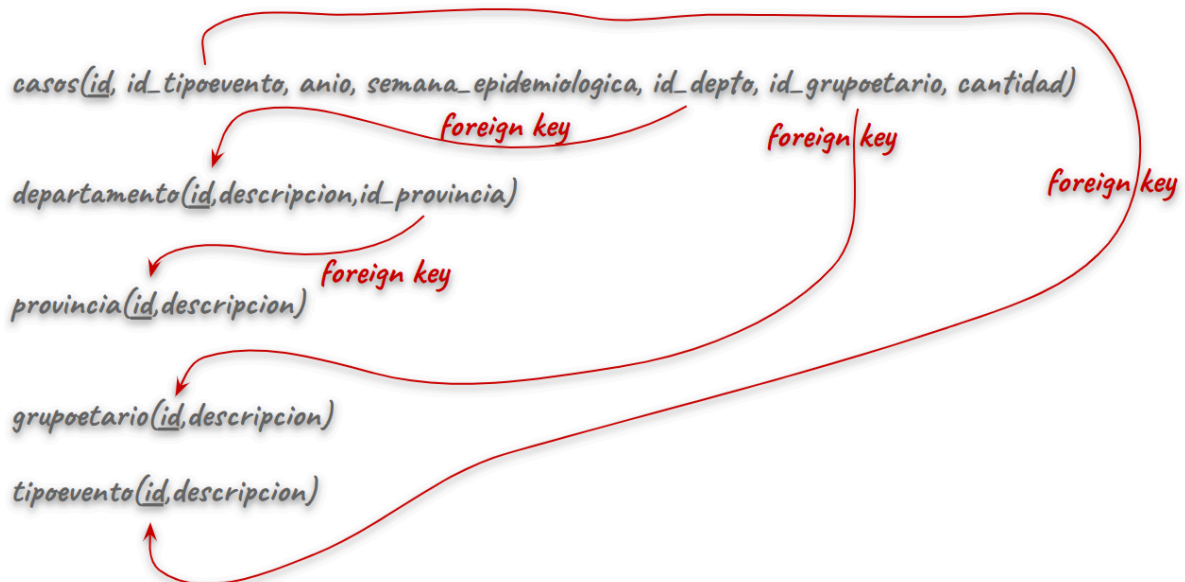 casos(id, id_tipoevento, anio, semana_epidemiologica, id_depto, id_grupoetario, cantidad)
foreign key
foreign key
foreign key
departamento(id,descripcion,id_provincia)
foreign key
provincia(id,descripcion)
grupoetario(id,descripcion)
tipoevento(id,descripcion)